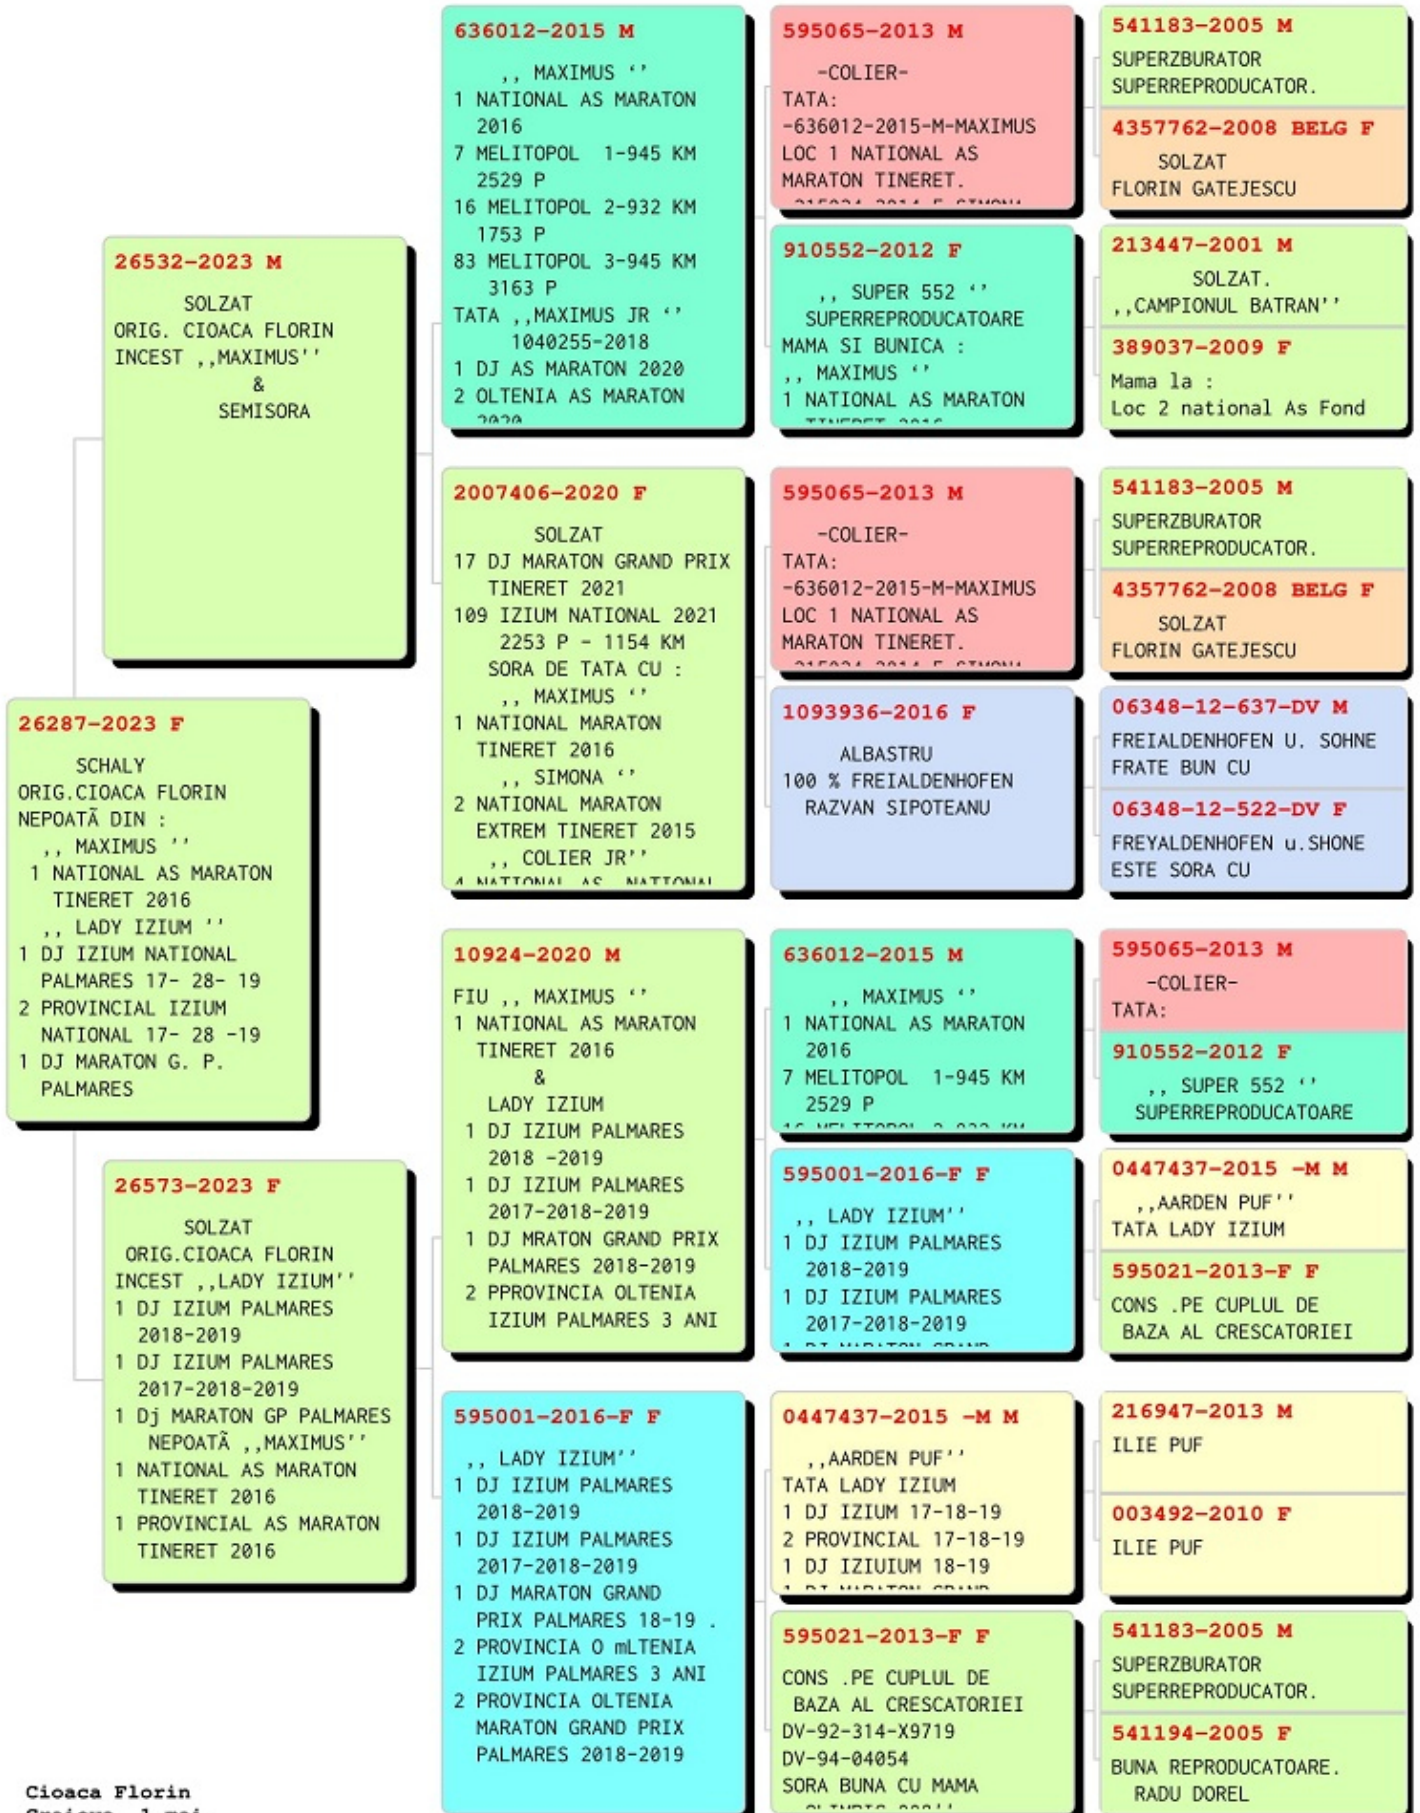 26287-2023 F
SCHALY
ORIG.CIOACA FLORIN
NEPOATÃ DIN :
,, MAXIMUS ''
1 NATIONAL AS MARATON
TINERET 2016
,, LADY IZIUM ''
1 DJ IZIUM NATIONAL
PALMARES 17- 28- 19
2 PROVINCIAL IZIUM
NATIONAL 17- 28 -19
1 DJ MARATON G. P.
PALMARES
26532-2023 M
SOLZAT
ORIG. CIOACA FLORIN
INCEST ,,MAXIMUS''
&
SEMISORA
26573-2023 F
SOLZAT
ORIG.CIOACA FLORIN
INCEST ,,LADY IZIUM''
1 DJ IZIUM PALMARES
2018-2019
1 DJ IZIUM PALMARES
2017-2018-2019
1 Dj MARATON GP PALMARES
NEPOATÃ ,,MAXIMUS''
1 NATIONAL AS MARATON
TINERET 2016
1 PROVINCIAL AS MARATON
TINERET 2016
636012-2015 M
,, MAXIMUS ‘’
1 NATIONAL AS MARATON
2016
7 MELITOPOL  1-945 KM
2529 P
16 MELITOPOL 2-932 KM
1753 P
83 MELITOPOL 3-945 KM
3163 P
TATA ,,MAXIMUS JR ‘’
1040255-2018
1 DJ AS MARATON 2020
2 OLTENIA AS MARATON
2020
2007406-2020 F
SOLZAT
17 DJ MARATON GRAND PRIX
TINERET 2021
109 IZIUM NATIONAL 2021
2253 P - 1154 KM
SORA DE TATA CU :
,, MAXIMUS ‘’
1 NATIONAL MARATON
TINERET 2016
,, SIMONA ‘’
2 NATIONAL MARATON
EXTREM TINERET 2015
,, COLIER JR’’
4 NATIONAL AS  NATIONAL
10924-2020 M
FIU ,, MAXIMUS ‘’
1 NATIONAL AS MARATON
TINERET 2016
&
LADY IZIUM
1 DJ IZIUM PALMARES
2018 -2019
1 DJ IZIUM PALMARES
2017-2018-2019
1 DJ MRATON GRAND PRIX
PALMARES 2018-2019
2 PPROVINCIA OLTENIA
IZIUM PALMARES 3 ANI
595001-2016-F F
,, LADY IZIUM’’
1 DJ IZIUM PALMARES
2018-2019
1 DJ IZIUM PALMARES
2017-2018-2019
1 DJ MARATON GRAND
PRIX PALMARES 18-19 .
2 PROVINCIA O mLTENIA
IZIUM PALMARES 3 ANI
2 PROVINCIA OLTENIA
MARATON GRAND PRIX
PALMARES 2018-2019
595065-2013 M
-COLIER-
TATA:
-636012-2015-M-MAXIMUS
LOC 1 NATIONAL AS
MARATON TINERET.
910552-2012 F
,, SUPER 552 ‘’
SUPERREPRODUCATOARE
MAMA SI BUNICA :
,, MAXIMUS ‘’
1 NATIONAL AS MARATON
TINERET 2016
595065-2013 M
-COLIER-
TATA:
-636012-2015-M-MAXIMUS
LOC 1 NATIONAL AS
MARATON TINERET.
1093936-2016 F
ALBASTRU
100 % FREIALDENHOFEN
RAZVAN SIPOTEANU
636012-2015 M
,, MAXIMUS ‘’
1 NATIONAL AS MARATON
2016
7 MELITOPOL  1-945 KM
2529 P
16 MELITOPOL 2-932 KM
595001-2016-F F
,, LADY IZIUM’’
1 DJ IZIUM PALMARES
2018-2019
1 DJ IZIUM PALMARES
2017-2018-2019
1 DJ MARATON GRAND
0447437-2015 -M M
,,AARDEN PUF’’
TATA LADY IZIUM
1 DJ IZIUM 17-18-19
2 PROVINCIAL 17-18-19
1 DJ IZIUIUM 18-19
1 DJ MARATON GRAND
595021-2013-F F
CONS .PE CUPLUL DE
BAZA AL CRESCATORIEI
DV-92-314-X9719
DV-94-04054
SORA BUNA CU MAMA
541183-2005 M
SUPERZBURATOR
SUPERREPRODUCATOR.
4357762-2008 BELG F
SOLZAT
FLORIN GATEJESCU
213447-2001 M
SOLZAT.
,,CAMPIONUL BATRAN’’
389037-2009 F
Mama la :
Loc 2 national As Fond
541183-2005 M
SUPERZBURATOR
SUPERREPRODUCATOR.
4357762-2008 BELG F
SOLZAT
FLORIN GATEJESCU
06348-12-637-DV M
FREIALDENHOFEN U. SOHNE
FRATE BUN CU
06348-12-522-DV F
FREYALDENHOFEN u.SHONE
ESTE SORA CU
595065-2013 M
-COLIER-
TATA:
910552-2012 F
,, SUPER 552 ‘’
SUPERREPRODUCATOARE
0447437-2015 -M M
,,AARDEN PUF’’
TATA LADY IZIUM
595021-2013-F F
CONS .PE CUPLUL DE
BAZA AL CRESCATORIEI
216947-2013 M
ILIE PUF
003492-2010 F
ILIE PUF
541183-2005 M
SUPERZBURATOR
SUPERREPRODUCATOR.
541194-2005 F
BUNA REPRODUCATOARE.
RADU DOREL
Cioaca Florin